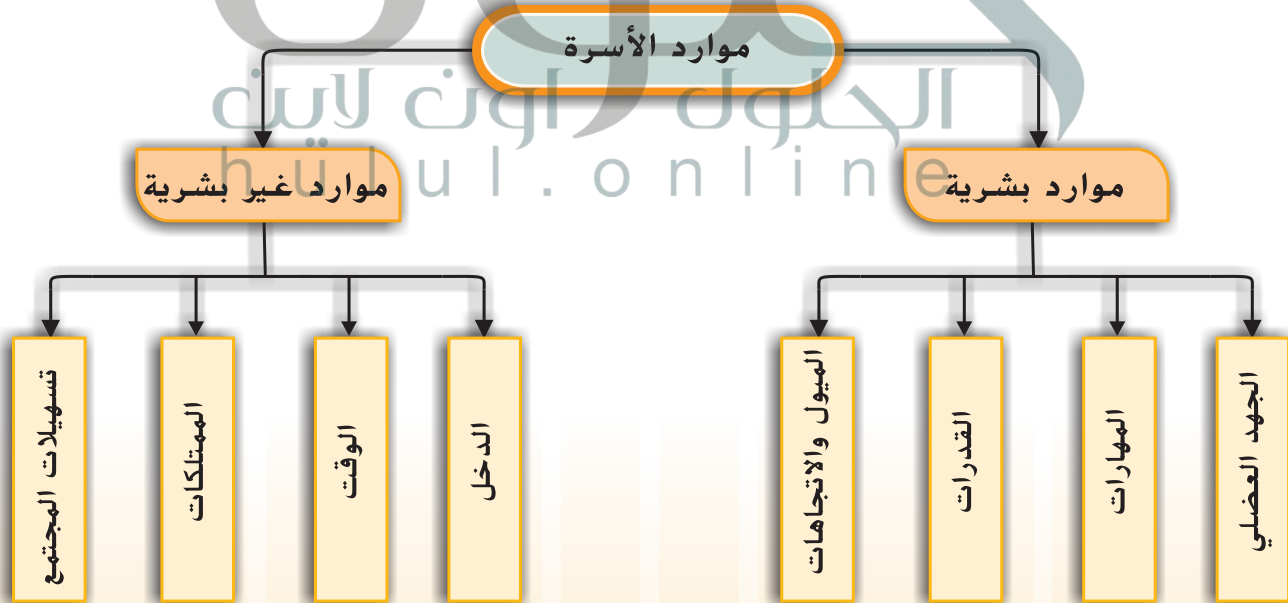 موارد الأسرة
الحلول اون لاين
hulul.online
موارد بشرية
موارد غير بشرية
الجهد العضلي
المهارات
القدرات
الميول والاتجاهات
الدخل
الوقت
الممتلكات
تسهيلات المجتمع